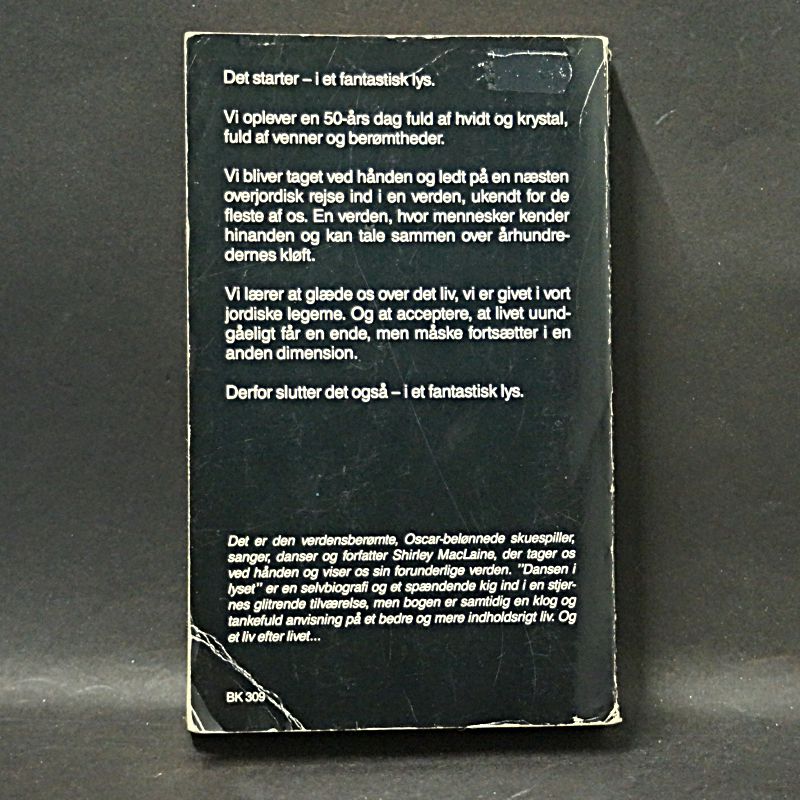 Det starter – i et fantastisk lys.
Vi oplever en 50-års dag fuld af hvidt og krystal,
fuld af venner og berømtheder.
Vi bliver taget ved hånden og ledt på en næsten
overjordisk rejse ind i en verden, ukendt for de
fleste af os. En verden, hvor mennesker kender
hinanden og kan tale sammen over århundre-
dernes kløft.
Vi lærer at glæde os over det liv, vi er givet i vort
jordiske legeme. Og at acceptere, at livet uund-
gåeligt får en ende, men måske fortsætter i en
anden dimension.
Derfor slutter det også – i et fantastisk lys.
Det er den verdensberømte, Oscar-belønnede skuespiller,
sanger, danser og forfatter Shirley MacLaine, der tager os
ved hånden og viser os sin forunderlige verden. "Dansen i
lyset" er en selvbiografi og et spændende kig ind i en stjer-
nes glitrende tilværelse, men bogen er samtidig en klog og
tankefuld anvisning på et bedre og mere indholdsrigt liv. Og
et liv efter livet...
BK 309